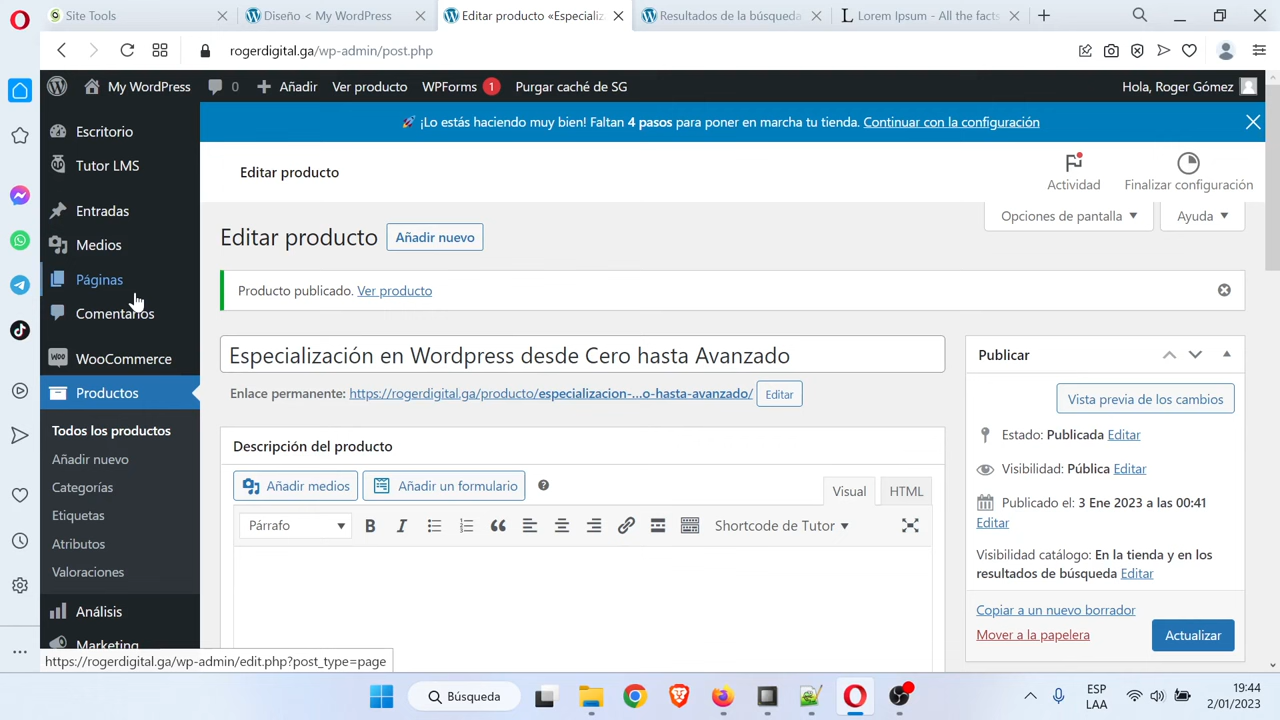 Site Tools
Diseño < My WordPress
Editar producto «Especializ
Resultados de la búsqueda
Lorem Ipsum - All the facts
rogerdigital.ga/wp-admin/post.php
My WordPress
0
Añadir
Ver producto
WPForms 1
Purgar caché de SG
Hola, Roger Gómez
🚀 ¡Lo estás haciendo muy bien! Faltan 4 pasos para poner en marcha tu tienda. Continuar con la configuración
Escritorio
Tutor LMS
Entradas
Medios
Páginas
Comentarios
WooCommerce
Productos
Todos los productos
Añadir nuevo
Categorías
Etiquetas
Atributos
Valoraciones
Análisis
Marketing
https://rogerdigital.ga/wp-admin/edit.php?post_type=page
Editar producto
Actividad
Finalizar configuración
Opciones de pantalla
Ayuda
Editar producto
Añadir nuevo
Producto publicado. Ver producto
Especialización en Wordpress desde Cero hasta Avanzado
Enlace permanente: https://rogerdigital.ga/producto/especializacion-...o-hasta-avanzado/ Editar
Descripción del producto
Añadir medios
Añadir un formulario
Visual
HTML
Párrafo
Shortcode de Tutor
Publicar
Vista previa de los cambios
Estado: Publicada Editar
Visibilidad: Pública Editar
Publicado el: 3 Ene 2023 a las 00:41
Editar
Visibilidad catálogo: En la tienda y en los
resultados de búsqueda Editar
Copiar a un nuevo borrador
Mover a la papelera
Actualizar
Búsqueda
ESP
LAA
19:44
2/01/2023